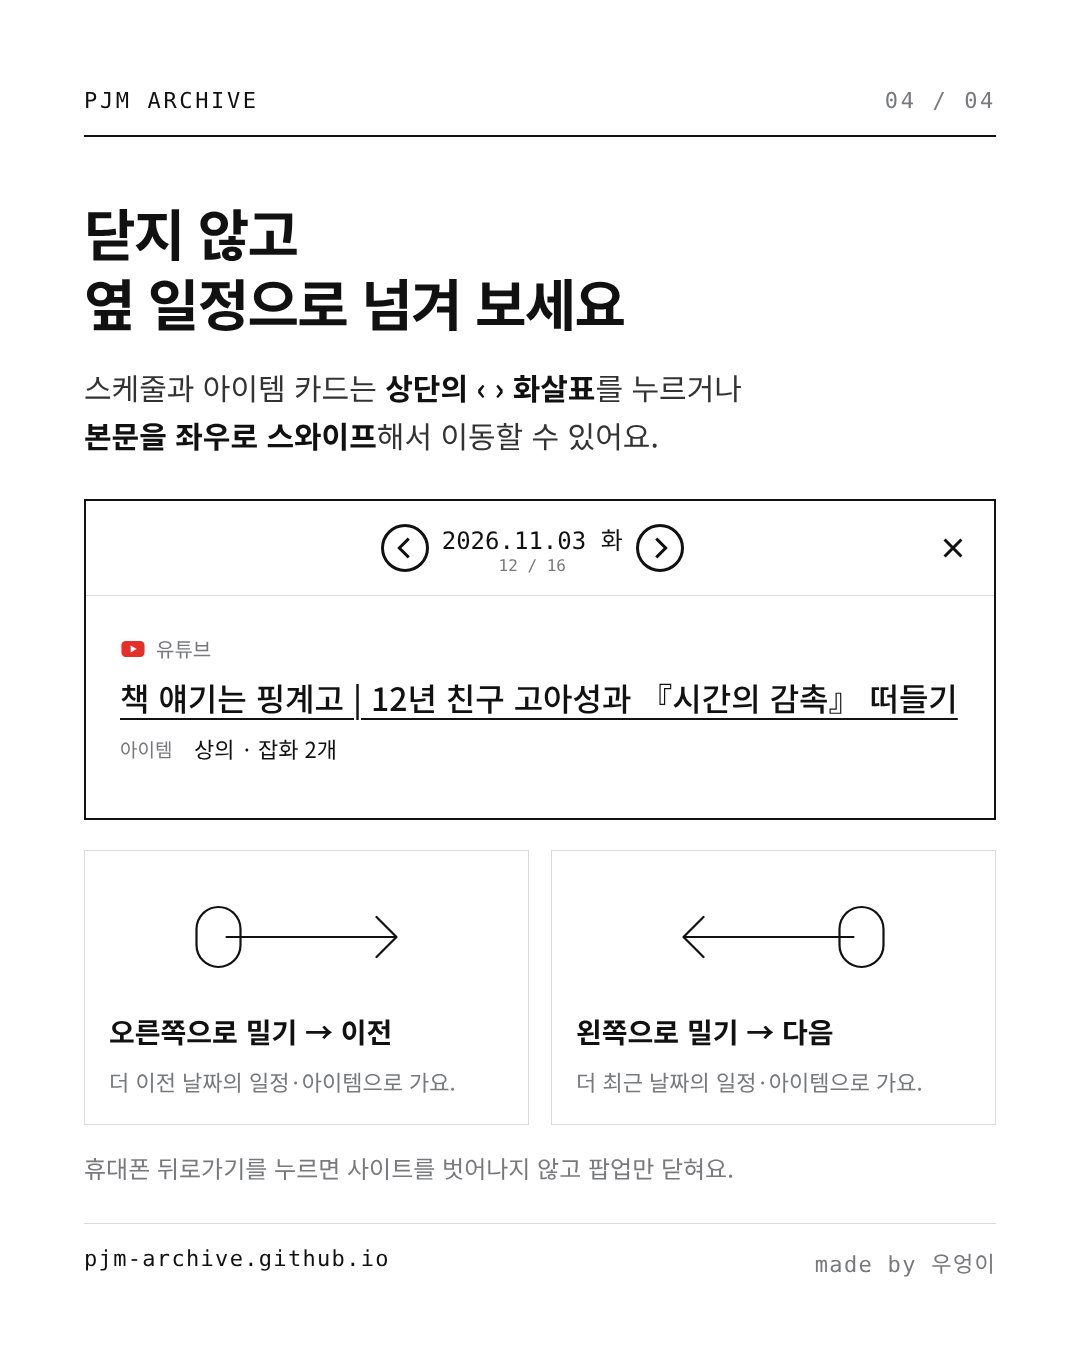 PJM ARCHIVE
04 / 04
닫지 않고
옆 일정으로 넘겨 보세요
스케줄과 아이템 카드는 상단의 ‹ › 화살표를 누르거나
본문을 좌우로 스와이프해서 이동할 수 있어요.
2026.11.03 화
12 / 16
유튜브
책 얘기는 핑계고 | 12년 친구 고아성과 『시간의 감촉』 떠들기
아이템 상의 · 잡화 2개
오른쪽으로 밀기 → 이전
더 이전 날짜의 일정·아이템으로 가요.
왼쪽으로 밀기 → 다음
더 최근 날짜의 일정·아이템으로 가요.
휴대폰 뒤로가기를 누르면 사이트를 벗어나지 않고 팝업만 닫혀요.
pjm-archive.github.io
made by 우엉이